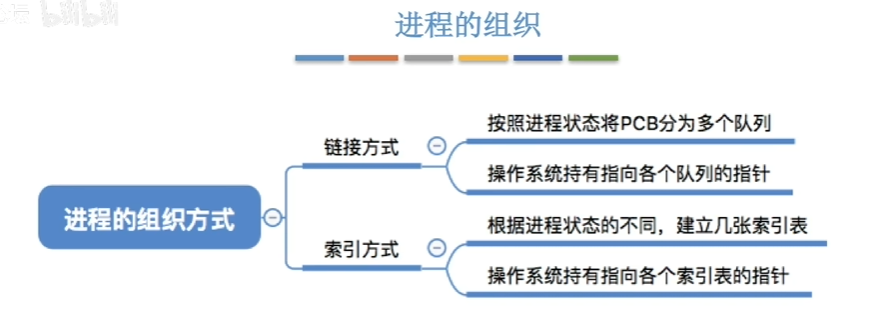 bilibili
进程的组织
进程的组织方式
链接方式
按照进程状态将PCB分为多个队列
操作系统持有指向各个队列的指针
索引方式
根据进程状态的不同，建立几张索引表
操作系统持有指向各个索引表的指针